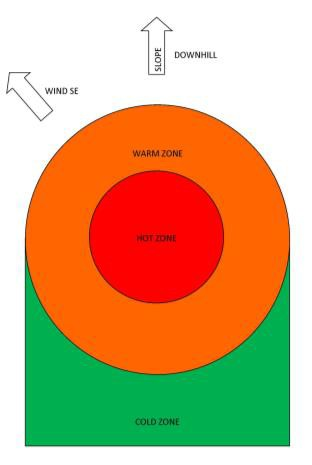 SLOPE
DOWNHILL
WIND SE
WARM ZONE
HOT ZONE
COLD ZONE